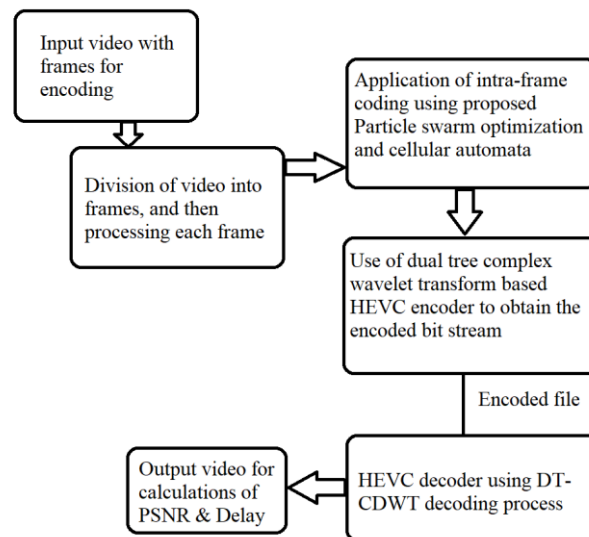 Input video with
frames for
encoding
Division of video into
frames, and then
processing each frame
Application of intra-frame
coding using proposed
Particle swarm optimization
and cellular automata
Use of dual tree complex
wavelet transform based
HEVC encoder to obtain the
encoded bit stream
Encoded file
HEVC decoder using DT-
CDWT decoding process
Output video for
calculations of
PSNR & Delay